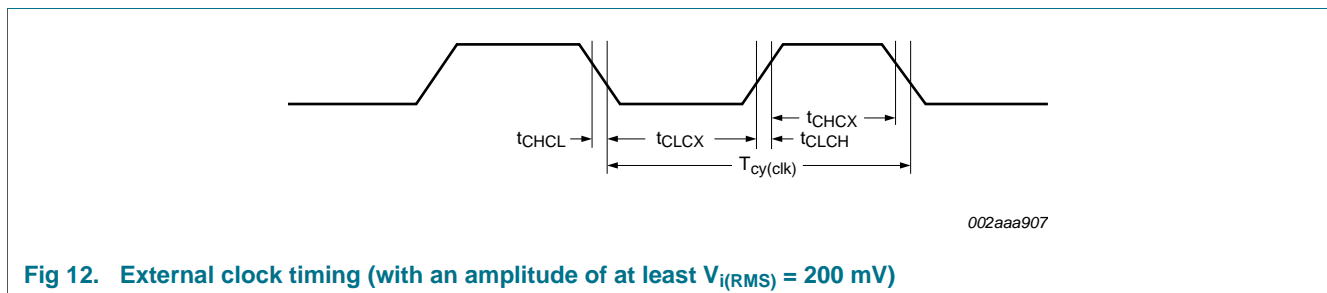 tCHCX
tCHCL tCLCX tCLCH
Tcy(clk)
002aaa907
Fig 12. External clock timing (with an amplitude of at least Vi(RMS) = 200 mV)